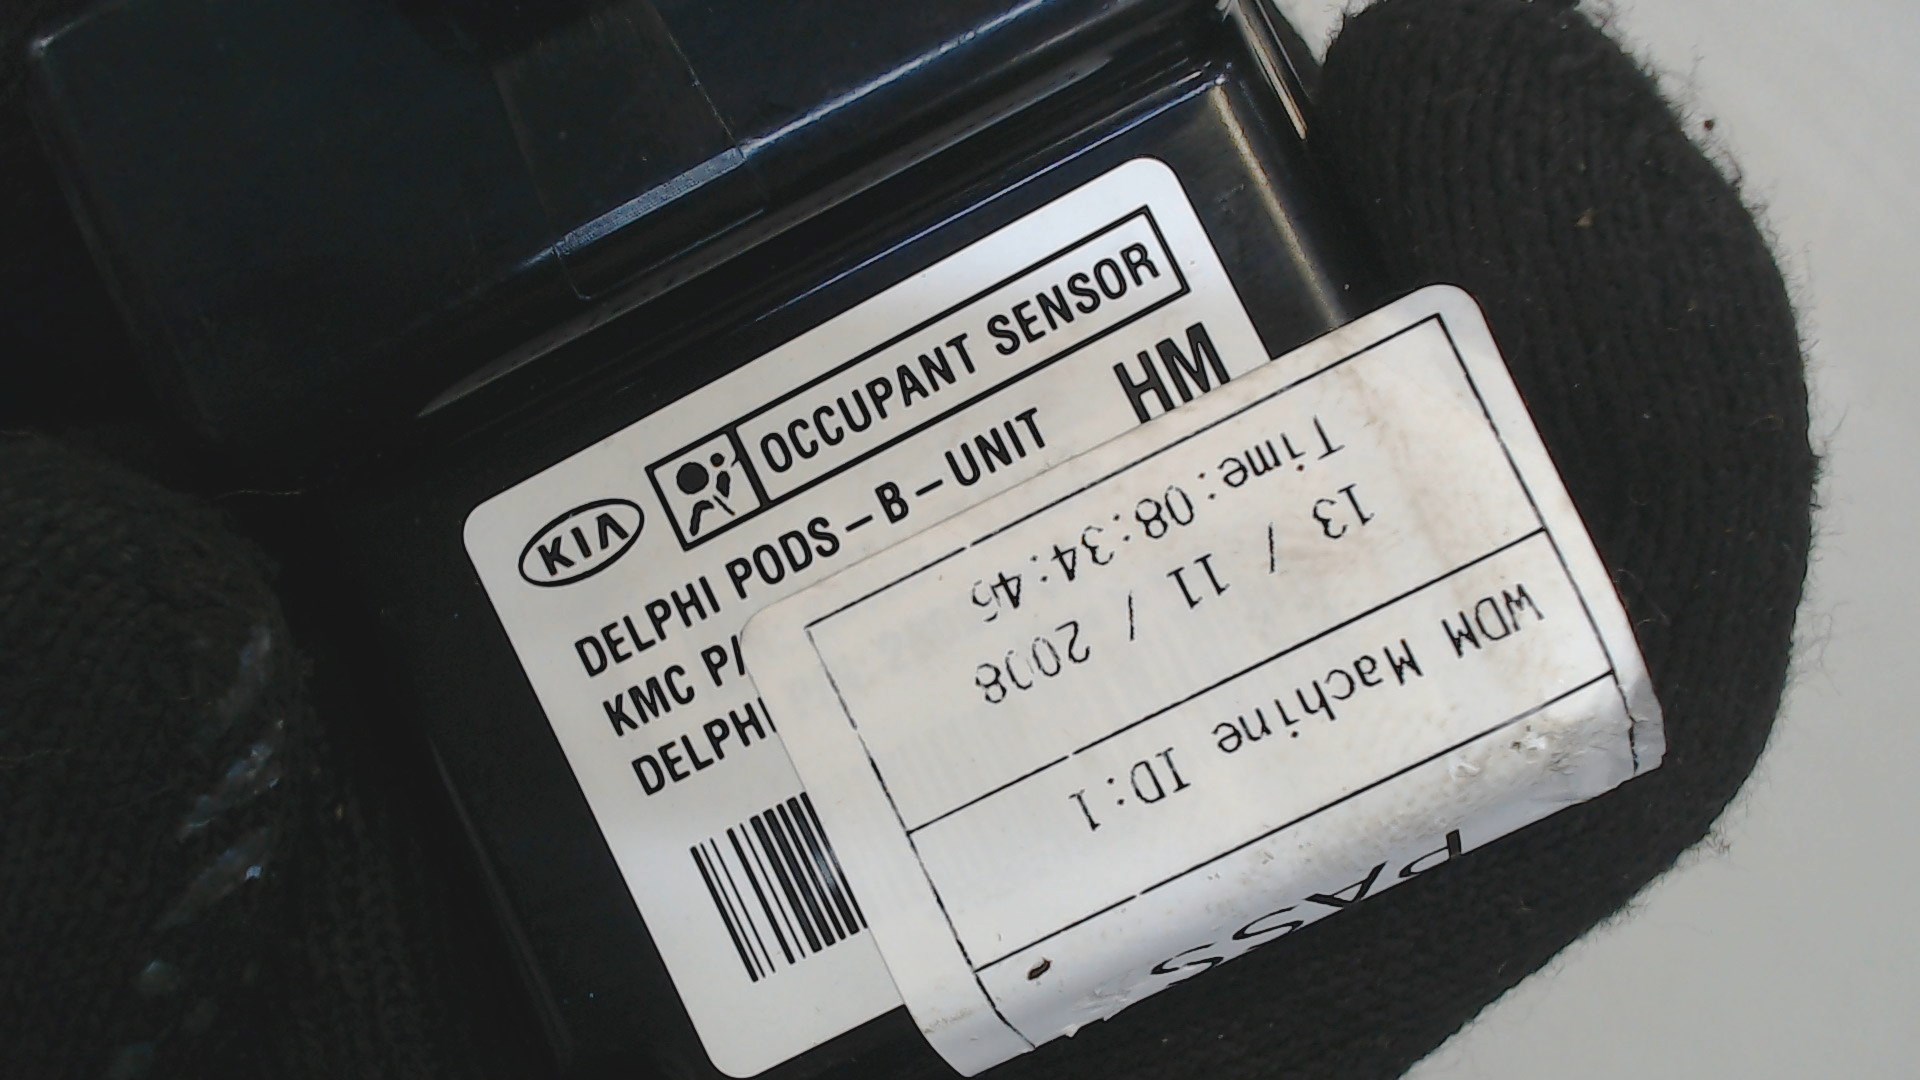 KIA OCCUPANT SENSOR
DELPHI PODS-B-UNIT HM
KMC
DELPHI
PASS
WDM Machine ID:1
13 / 11 / 2008
Time:08:34:45